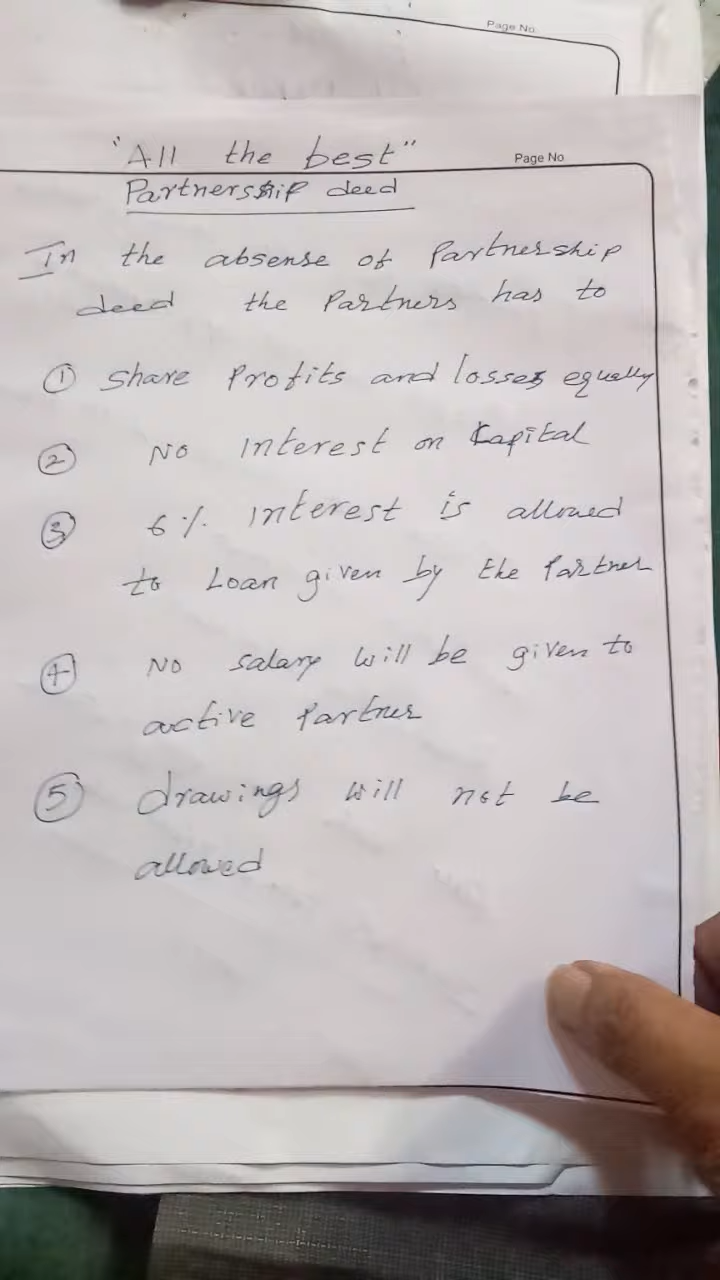 Page No
"All the best"
Page No
Partnership deed
In the absense of Partnership
deed the Partners has to
① Share Profits and losses equally
② No interest on Capital
③ 6% interest is allowed
to Loan given by the Partner
④ No salary will be given to
active Partner
⑤ drawings will not be
allowed